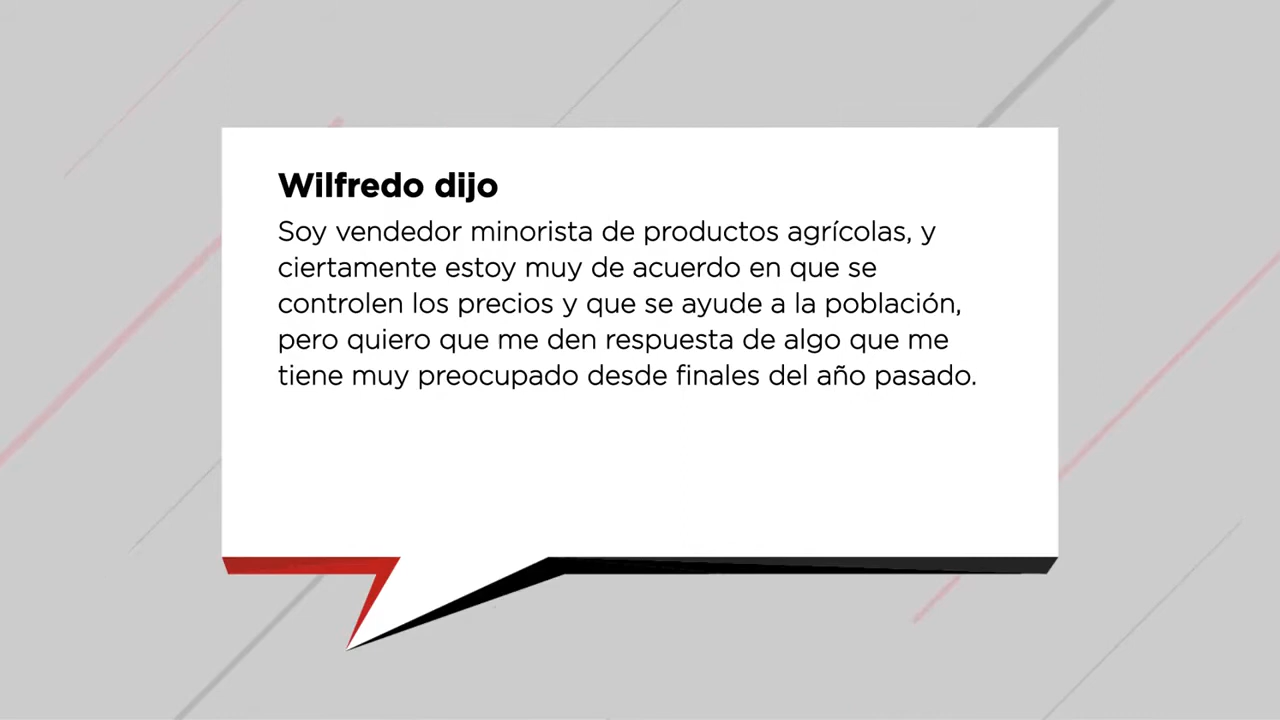 Wilfredo dijo
Soy vendedor minorista de productos agrícolas, y
ciertamente estoy muy de acuerdo en que se
controlen los precios y que se ayude a la población,
pero quiero que me den respuesta de algo que me
tiene muy preocupado desde finales del año pasado.